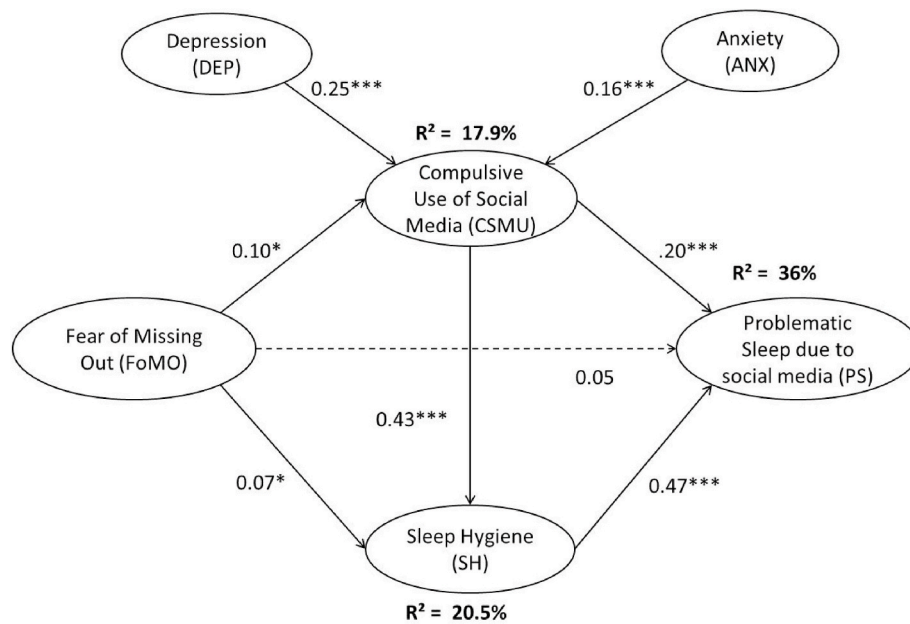 Depression
(DEP)
Anxiety
(ANX)
0.25***
0.16***
R² = 17.9%
Compulsive
Use of Social
Media (CSMU)
0.10*
.20***
R² = 36%
Fear of Missing
Out (FoMO)
Problematic
Sleep due to
social media (PS)
0.05
0.43***
0.07*
0.47***
Sleep Hygiene
(SH)
R² = 20.5%